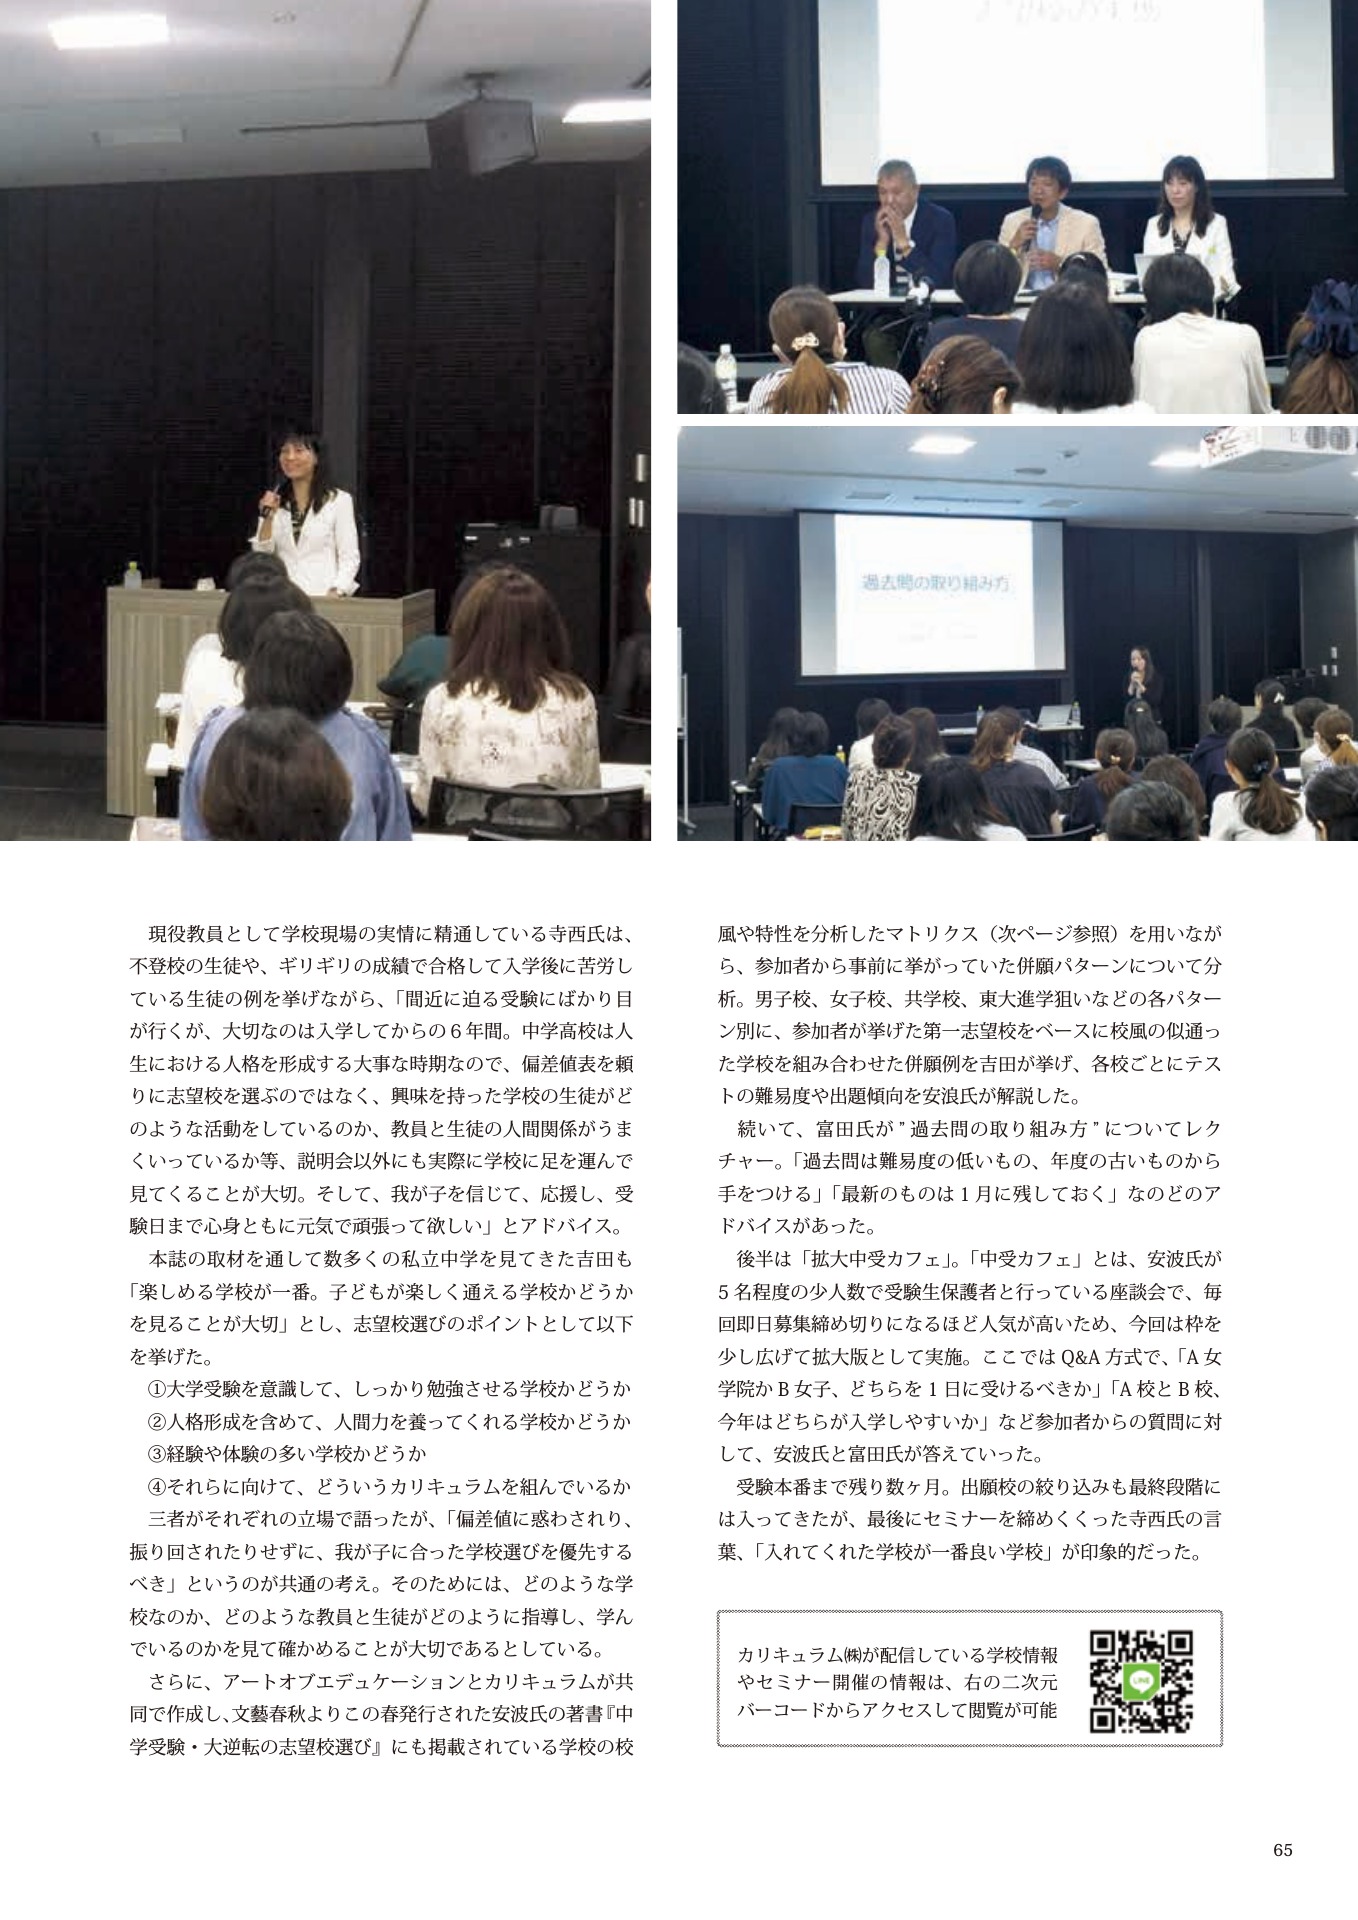 過去問の取り組み方
現役教員として学校現場の実情に精通している寺西氏は、
不登校の生徒や、ギリギリの成績で合格して入学後に苦労し
ている生徒の例を挙げながら、「間近に迫る受験にばかり目
が行くが、大切なのは入学してからの６年間。中学高校は人
生における人格を形成する大事な時期なので、偏差値表を頼
りに志望校を選ぶのではなく、興味を持った学校の生徒がど
のような活動をしているのか、教員と生徒の人間関係がうま
くいっているか等、説明会以外にも実際に学校に足を運んで
見てくることが大切。そして、我が子を信じて、応援し、受
験日まで心身ともに元気で頑張って欲しい」とアドバイス。
本誌の取材を通して数多くの私立中学を見てきた吉田も
「楽しめる学校が一番。子どもが楽しく通える学校かどうか
を見ることが大切」とし、志望校選びのポイントとして以下
を挙げた。
①大学受験を意識して、しっかり勉強させる学校かどうか
②人格形成を含めて、人間力を養ってくれる学校かどうか
③経験や体験の多い学校かどうか
④それらに向けて、どういうカリキュラムを組んでいるか
三者がそれぞれの立場で語ったが、「偏差値に惑わされり、
振り回されたりせずに、我が子に合った学校選びを優先する
べき」というのが共通の考え。そのためには、どのような学
校なのか、どのような教員と生徒がどのように指導し、学ん
でいるのかを見て確かめることが大切であるとしている。
さらに、アートオブエデュケーションとカリキュラムが共
同で作成し、文藝春秋よりこの春発行された安波氏の著書『中
学受験・大逆転の志望校選び』にも掲載されている学校の校
風や特性を分析したマトリクス（次ページ参照）を用いなが
ら、参加者から事前に挙がっていた併願パターンについて分
析。男子校、女子校、共学校、東大進学狙いなどの各パター
ン別に、参加者が挙げた第一志望校をベースに校風の似通っ
た学校を組み合わせた併願例を吉田が挙げ、各校ごとにテス
トの難易度や出題傾向を安浪氏が解説した。
続いて、富田氏が”過去問の取り組み方”についてレク
チャー。「過去問は難易度の低いもの、年度の古いものから
手をつける」「最新のものは 1 月に残しておく」なのどのア
ドバイスがあった。
後半は「拡大中受カフェ」。「中受カフェ」とは、安波氏が
5 名程度の少人数で受験生保護者と行っている座談会で、毎
回即日募集締め切りになるほど人気が高いため、今回は枠を
少し広げて拡大版として実施。ここでは Q&A 方式で、「A 女
学院か B 女子、どちらを 1 日に受けるべきか」「A 校と B 校、
今年はどちらが入学しやすいか」など参加者からの質問に対
して、安波氏と富田氏が答えていった。
受験本番まで残り数ヶ月。出願校の絞り込みも最終段階に
は入ってきたが、最後にセミナーを締めくくった寺西氏の言
葉、「入れてくれた学校が一番良い学校」が印象的だった。
カリキュラム㈱が配信している学校情報
やセミナー開催の情報は、右の二次元
バーコードからアクセスして閲覧が可能
LINE
65